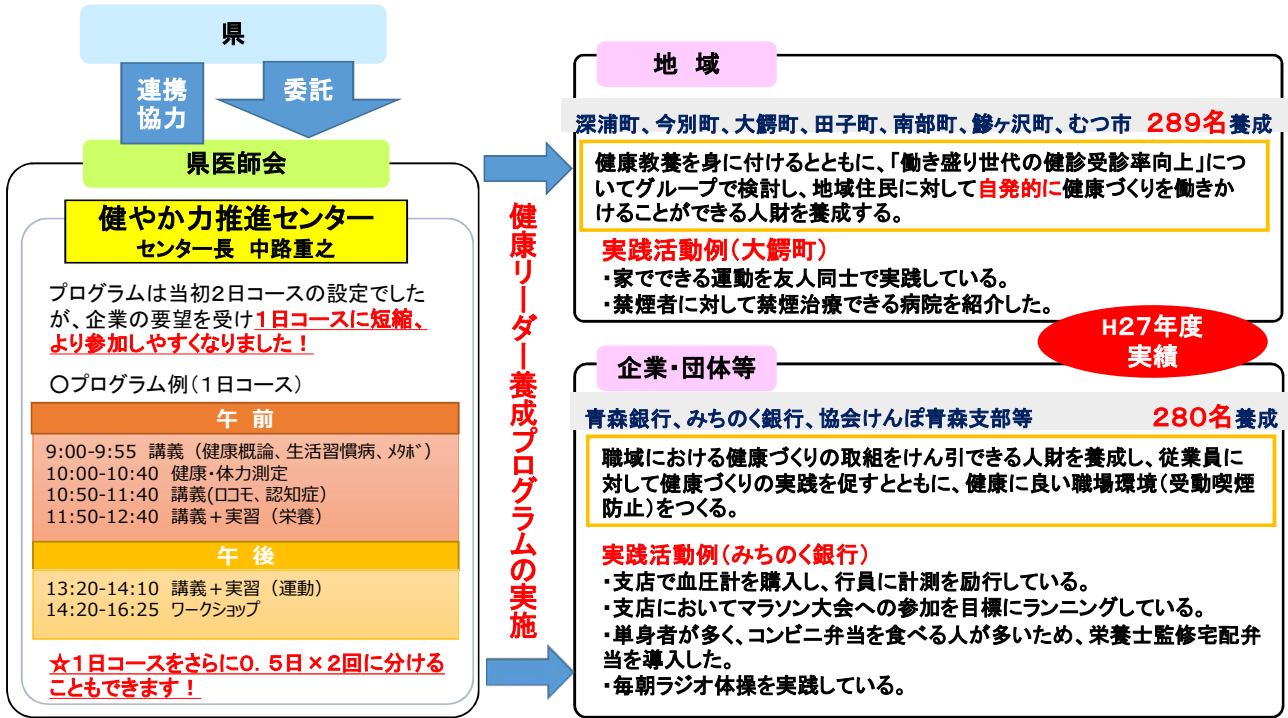 県
連携
協力
委託
県医師会
健やか力推進センター
センター長　中路重之
プログラムは当初２日コースの設定でした
が、企業の要望を受け１日コースに短縮、
より参加しやすくなりました！
〇プログラム例（１日コース）
午 前
9:00-9:55 講義（健康概論、生活習慣病、ﾒﾀﾎﾞ）
10:00-10:40 健康・体力測定
10:50-11:40 講義(ﾛｺﾓ、認知症）
11:50-12:40 講義＋実習（栄養）
午 後
13:20-14:10 講義＋実習（運動）
14:20-16:25 ﾜｰｸｼｮｯﾌﾟ
☆１日コースをさらに０．５日×２回に分ける
こともできます！
健康リーダー養成プログラムの実施
地　域
深浦町、今別町、大鰐町、田子町、南部町、鰺ヶ沢町、むつ市　２８９名養成
健康教養を身に付けるとともに、「働き盛り世代の健診受診率向上」につ
いてグループで検討し、地域住民に対して自発的に健康づくりを働きか
けることができる人財を養成する。
実践活動例（大鰐町）
・家でできる運動を友人同士で実践している。
・禁煙者に対して禁煙治療できる病院を紹介した。
H２７年度
実績
企業・団体等
青森銀行、みちのく銀行、協会けんぽ青森支部等　２８０名養成
職域における健康づくりの取組をけん引できる人財を養成し、従業員に
対して健康づくりの実践を促すとともに、健康に良い職場環境（受動喫煙
防止）をつくる。
実践活動例（みちのく銀行）
・支店で血圧計を購入し、行員に計測を励行している。
・支店においてマラソン大会への参加を目標にランニングしている。
・単身者が多く、コンビニ弁当を食べる人が多いため、栄養士監修宅配弁
当を導入した。
・毎朝ラジオ体操を実践している。